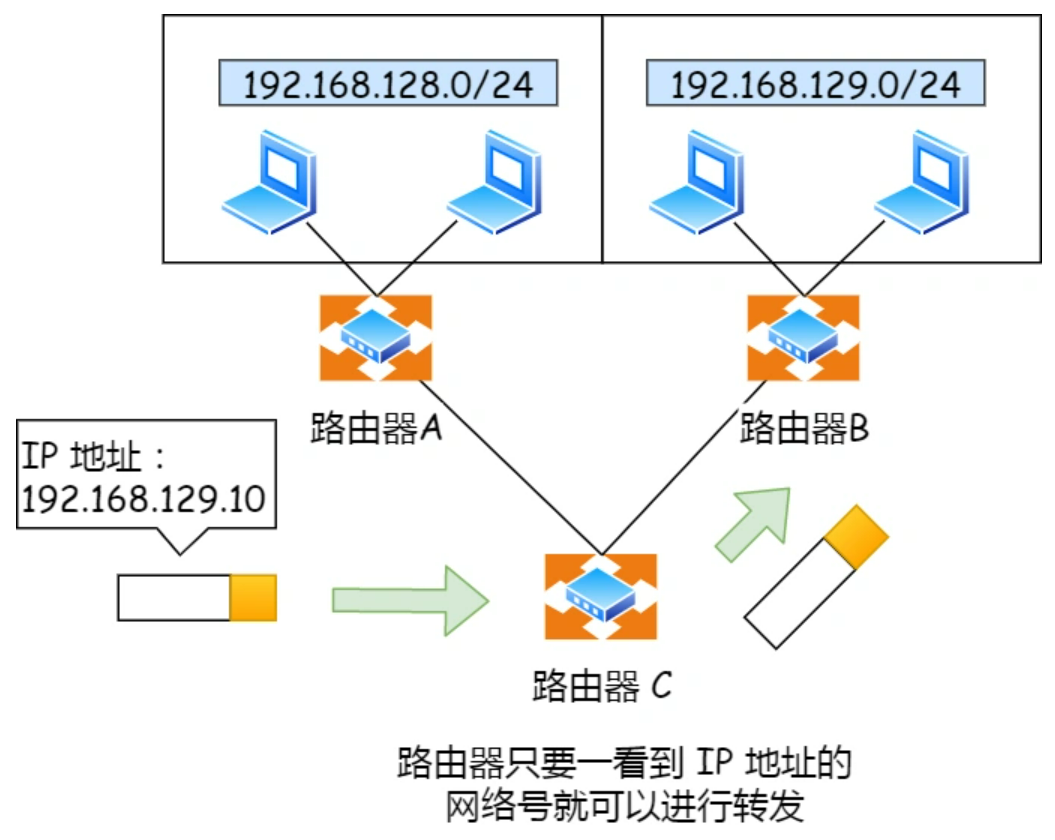 192.168.128.0/24
192.168.129.0/24
路由器A
路由器B
IP 地址：
192.168.129.10
路由器 C
路由器只要一看到 IP 地址的
网络号就可以进行转发